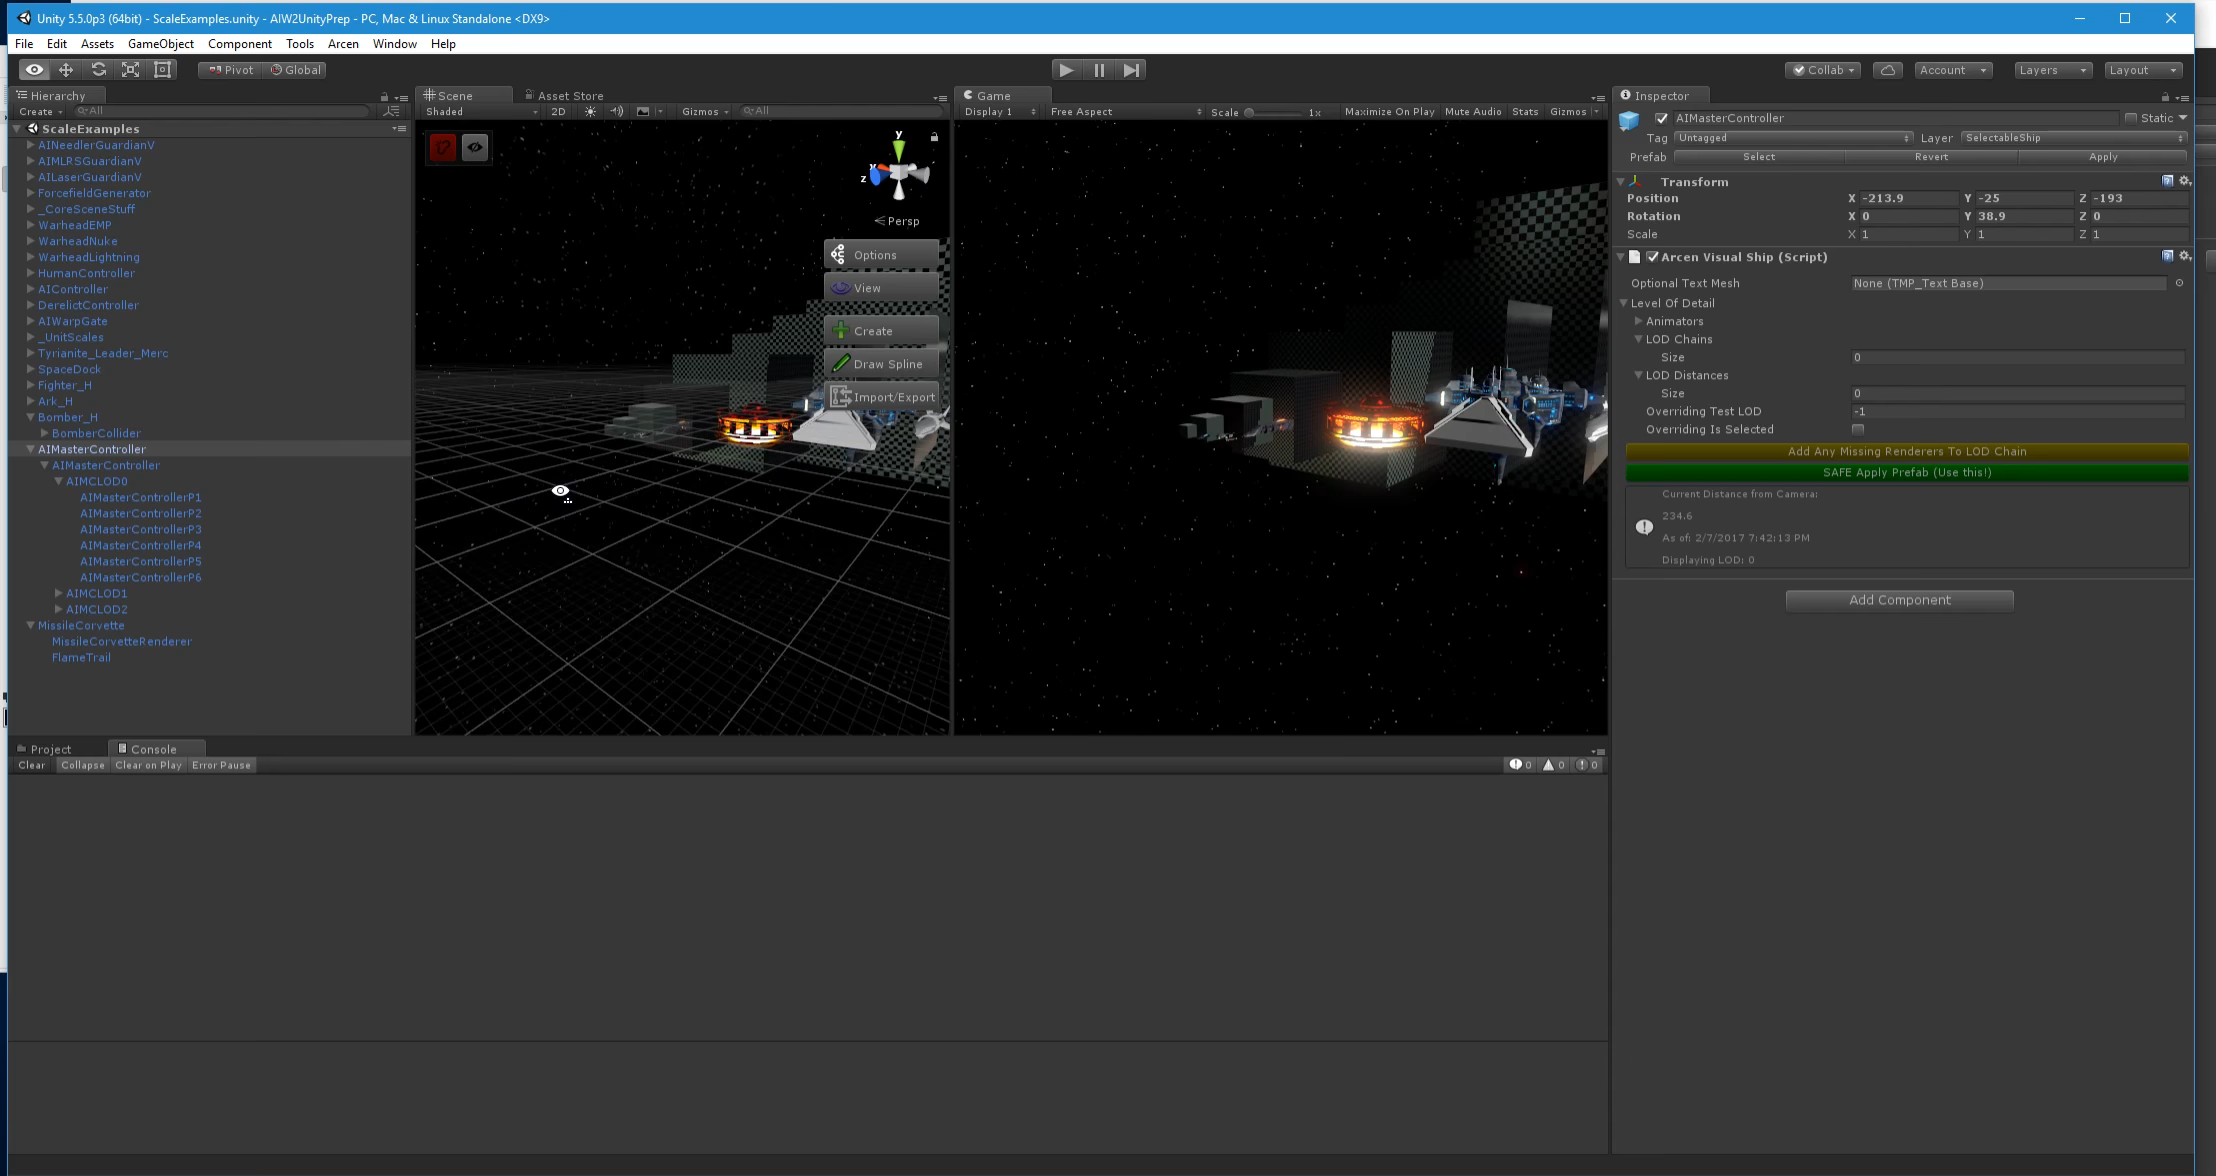 Unity 5.5.0p3 (64bit) - ScaleExamples.unity - AIW2UnityPrep - PC, Mac & Linux Standalone <DX9>
File Edit Assets GameObject Component Tools Arcen Window Help
Pivot Global Collab Account Layers Layout
Hierarchy
Create All
ScaleExamples
AINeedlerGuardianV
AIMLRSGuardianV
AILaserGuardianV
ForcefieldGenerator
_CoreSceneStuff
WarheadEMP
WarheadNuke
WarheadLightning
HumanController
AIController
DerelictController
AIWarpGate
_UnitScales
Tyrianite_Leader_Merc
SpaceDock
Fighter_H
Ark_H
Bomber_H
BomberCollider
AIMasterController
AIMasterController
AIMCLOD0
AIMasterControllerP1
AIMasterControllerP2
AIMasterControllerP3
AIMasterControllerP4
AIMasterControllerP5
AIMasterControllerP6
AIMCLOD1
AIMCLOD2
MissileCorvette
MissileCorvetteRenderer
FlameTrail
Scene Asset Store
Shaded 2D Gizmos All
y
z
Persp
Options
View
Create
Draw Spline
Import/Export
Game
Display 1 Free Aspect Scale 1x Maximize On Play Mute Audio Stats Gizmos
Inspector
AIMasterController Static
Tag Untagged Layer SelectableShip
Prefab Select Revert Apply
Transform
Position X -213.9 Y -25 Z -193
Rotation X 0 Y 38.9 Z 0
Scale X 1 Y 1 Z 1
Arcen Visual Ship (Script)
Optional Text Mesh None (TMP_Text Base)
Level Of Detail
Animators
LOD Chains
Size 0
LOD Distances
Size 0
Overriding Test LOD -1
Overriding Is Selected
Add Any Missing Renderers To LOD Chain
SAFE Apply Prefab (Use this!)
Current Distance from Camera:
234.6
As of: 2/7/2017 7:42:13 PM
Displaying LOD: 0
Add Component
Project Console
Clear Collapse Clear on Play Error Pause 0 0 0